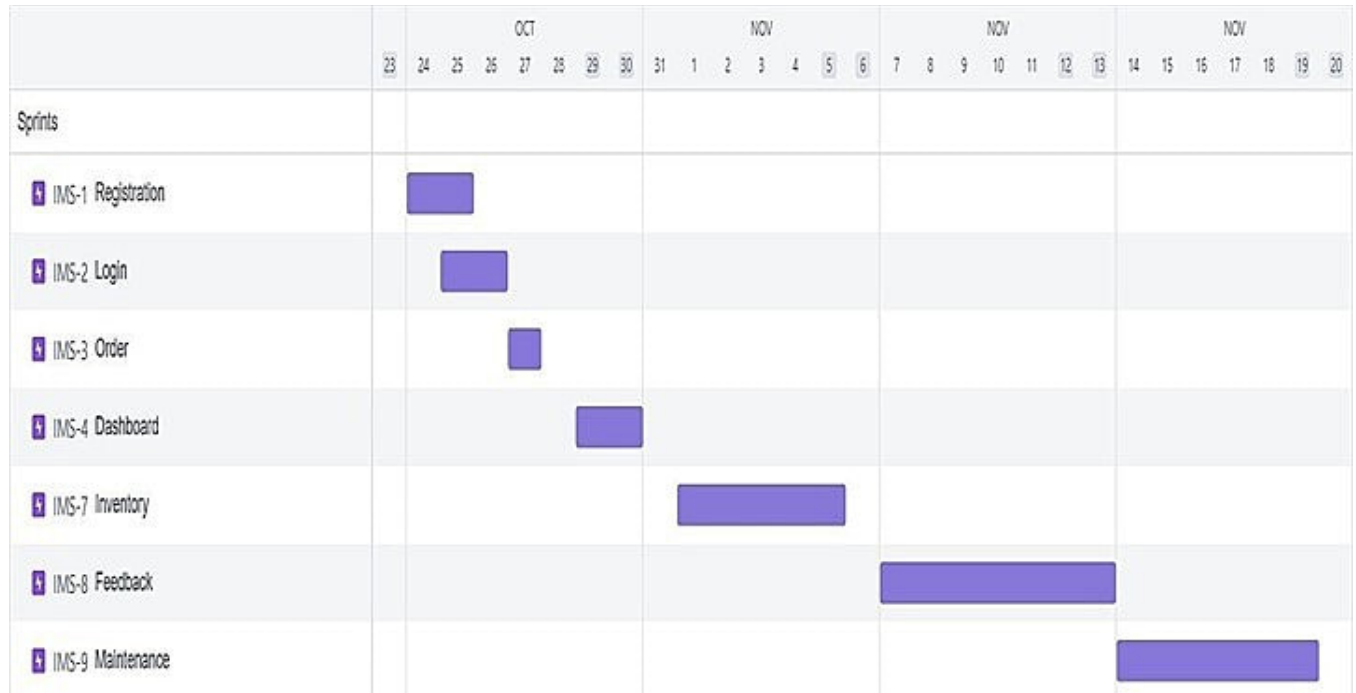 OCT NOV NOV NOV
23 24 25 26 27 28 29 30 31 1 2 3 4 5 6 7 8 9 10 11 12 13 14 15 16 17 18 19 20
Sprints
IMS-1 Registration
IMS-2 Login
IMS-3 Order
IMS-4 Dashboard
IMS-7 Inventory
IMS-8 Feedback
IMS-9 Maintenance